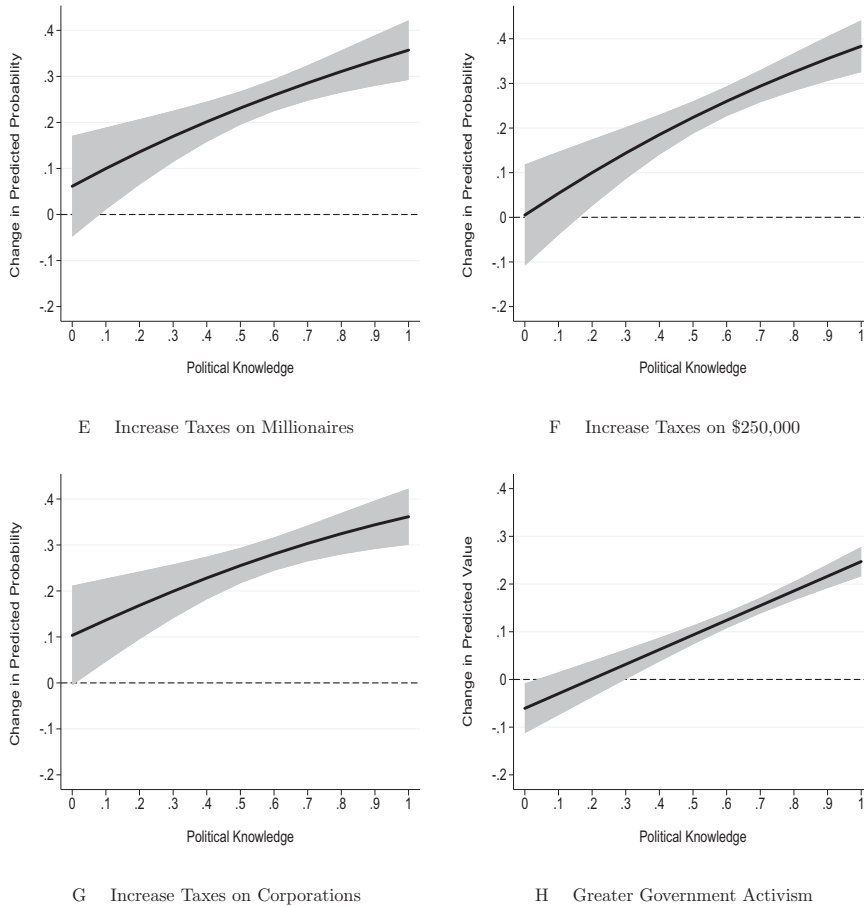 Change in Predicted Probability
.4
.3
.2
.1
0
-.1
-.2
0 .1 .2 .3 .4 .5 .6 .7 .8 .9 1
Political Knowledge
E Increase Taxes on Millionaires
Change in Predicted Probability
.4
.3
.2
.1
0
-.1
-.2
0 .1 .2 .3 .4 .5 .6 .7 .8 .9 1
Political Knowledge
F Increase Taxes on $250,000
Change in Predicted Probability
.4
.3
.2
.1
0
-.1
-.2
0 .1 .2 .3 .4 .5 .6 .7 .8 .9 1
Political Knowledge
G Increase Taxes on Corporations
Change in Predicted Value
.4
.3
.2
.1
0
-.1
-.2
0 .1 .2 .3 .4 .5 .6 .7 .8 .9 1
Political Knowledge
H Greater Government Activism